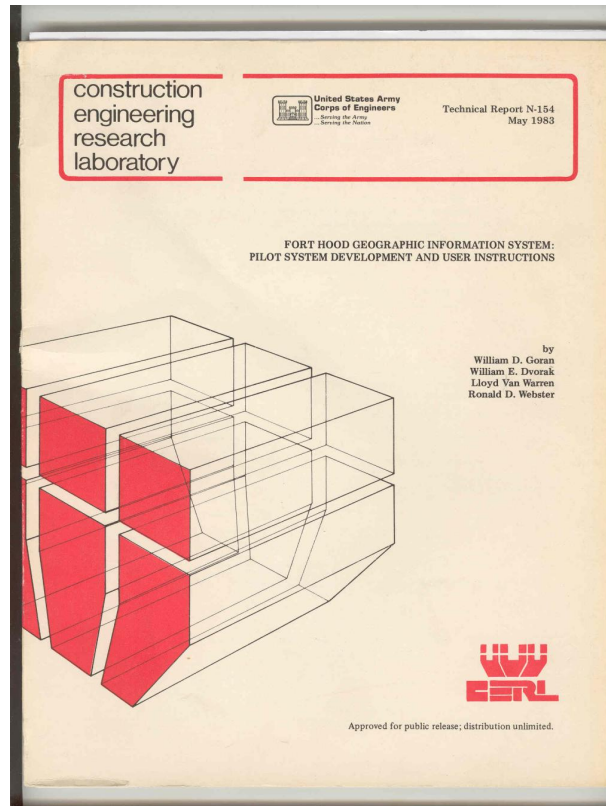 construction
engineering
research
laboratory
United States Army
Corps of Engineers
...Serving the Army
...Serving the Nation
Technical Report N-154
May 1983
FORT HOOD GEOGRAPHIC INFORMATION SYSTEM:
PILOT SYSTEM DEVELOPMENT AND USER INSTRUCTIONS
by
William D. Goran
William E. Dvorak
Lloyd Van Warren
Ronald D. Webster
CERL
Approved for public release; distribution unlimited.